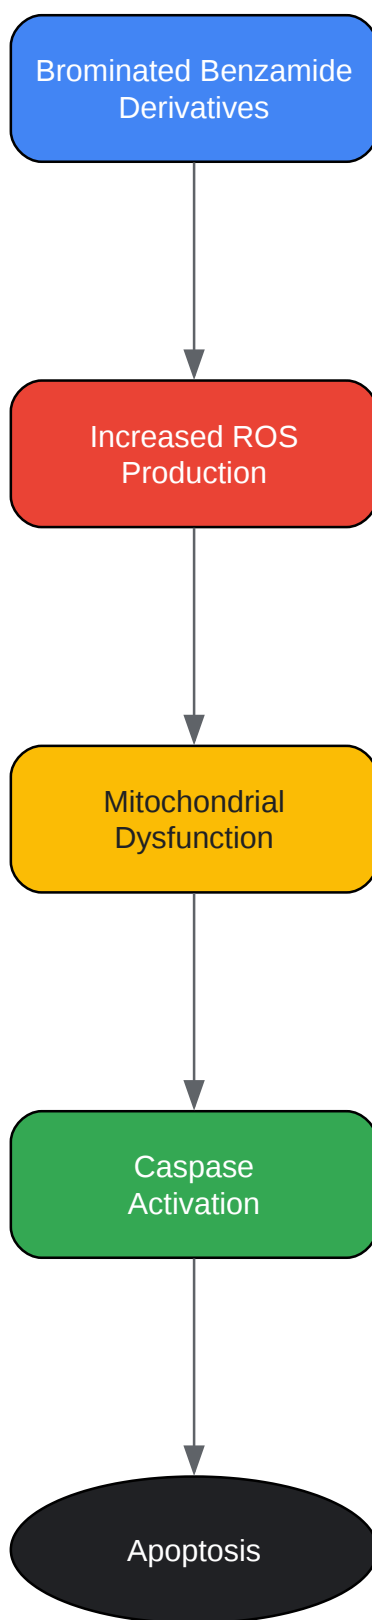 Brominated Benzamide
Derivatives
Increased ROS
Production
Mitochondrial
Dysfunction
Caspase
Activation
Apoptosis